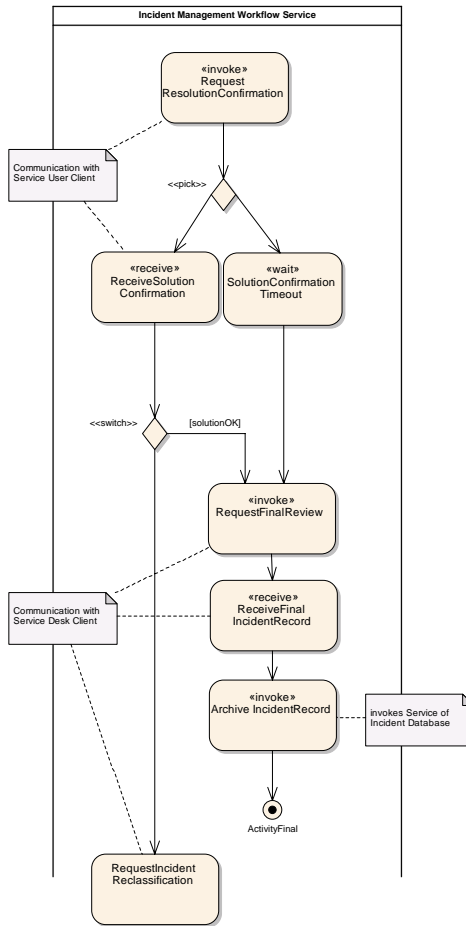 Incident Management Workflow Service
«invoke»
Request
ResolutionConfirmation
Communication with
Service User Client
<<pick>>
«receive»
ReceiveSolution
Confirmation
«wait»
SolutionConfirmation
Timeout
<<switch>>
[solutionOK]
«invoke»
RequestFinalReview
«receive»
ReceiveFinal
IncidentRecord
Communication with
Service Desk Client
«invoke»
Archive IncidentRecord
invokes Service of
Incident Database
ActivityFinal
RequestIncident
Reclassification